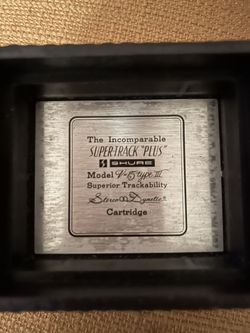 The Incomparable
SUPER-TRACK "PLUS"
SHURE
Model V-15 type III
Superior Trackability
Stereo Dynetic®
Cartridge